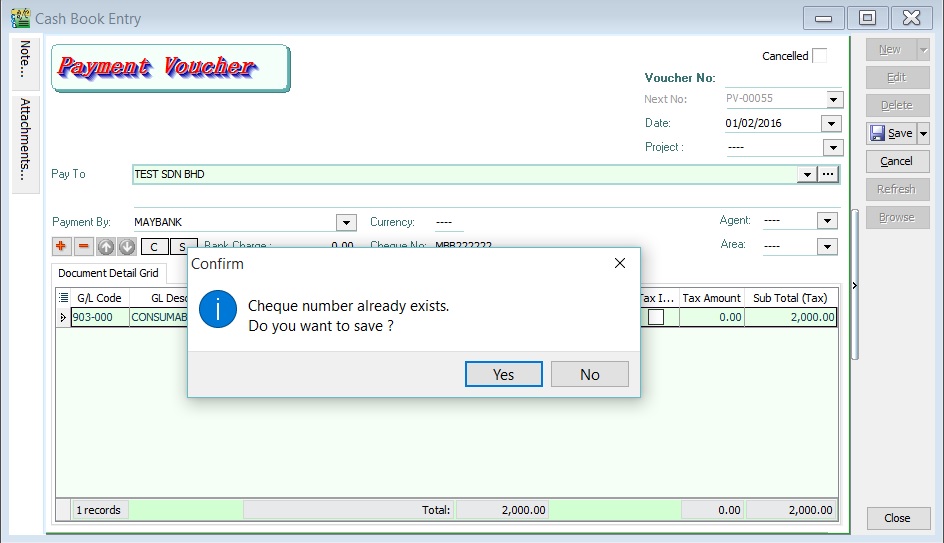 Cash Book Entry
Note...
Attachments...
Payment Voucher
Cancelled
Voucher No:
Next No: PV-00055
Date: 01/02/2016
Project : ----
Pay To TEST SDN BHD
Payment By: MAYBANK Currency: ---- Agent: ----
C S Bank Charge : 0.00 Cheque No: MBB222222 Area: ----
Document Detail Grid
G/L Code GL Desc Tax I... Tax Amount Sub Total (Tax)
903-000 CONSUMAB 0.00 2,000.00
Confirm
Cheque number already exists.
Do you want to save ?
Yes No
1 records Total: 2,000.00 0.00 2,000.00
New
Edit
Delete
Save
Cancel
Refresh
Browse
Close